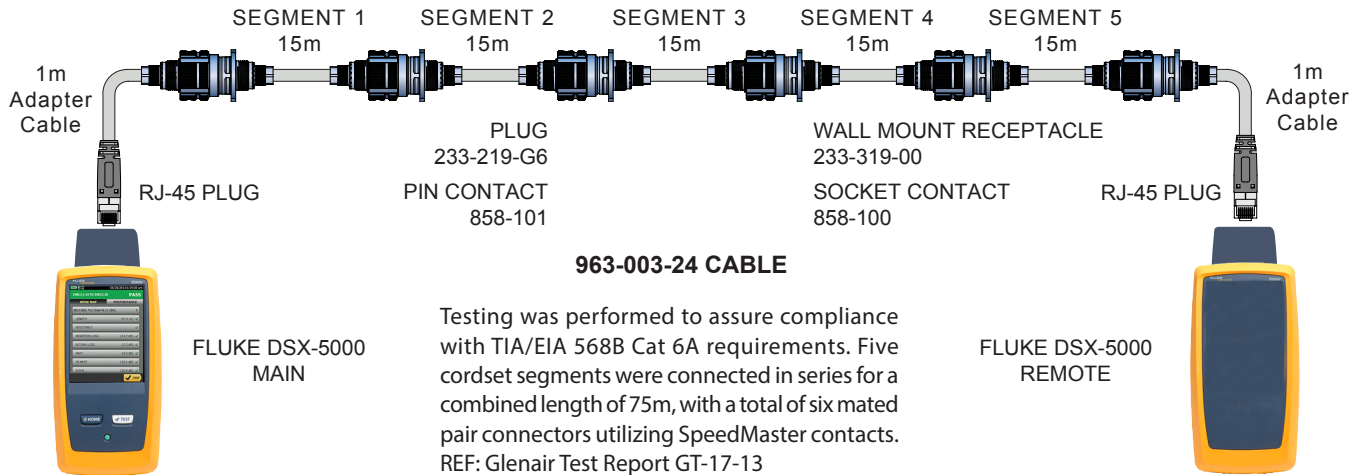 SEGMENT 1
15m
SEGMENT 2
15m
SEGMENT 3
15m
SEGMENT 4
15m
SEGMENT 5
15m
1m
Adapter
Cable
1m
Adapter
Cable
PLUG
233-219-G6
WALL MOUNT RECEPTACLE
233-319-00
RJ-45 PLUG
PIN CONTACT
858-101
SOCKET CONTACT
858-100
RJ-45 PLUG
963-003-24 CABLE
PASS
Testing was performed to assure compliance
with TIA/EIA 568B Cat 6A requirements. Five
cordset segments were connected in series for a
combined length of 75m, with a total of six mated
pair connectors utilizing SpeedMaster contacts.
REF: Glenair Test Report GT-17-13
FLUKE DSX-5000
MAIN
FLUKE DSX-5000
REMOTE
HOME
TEST